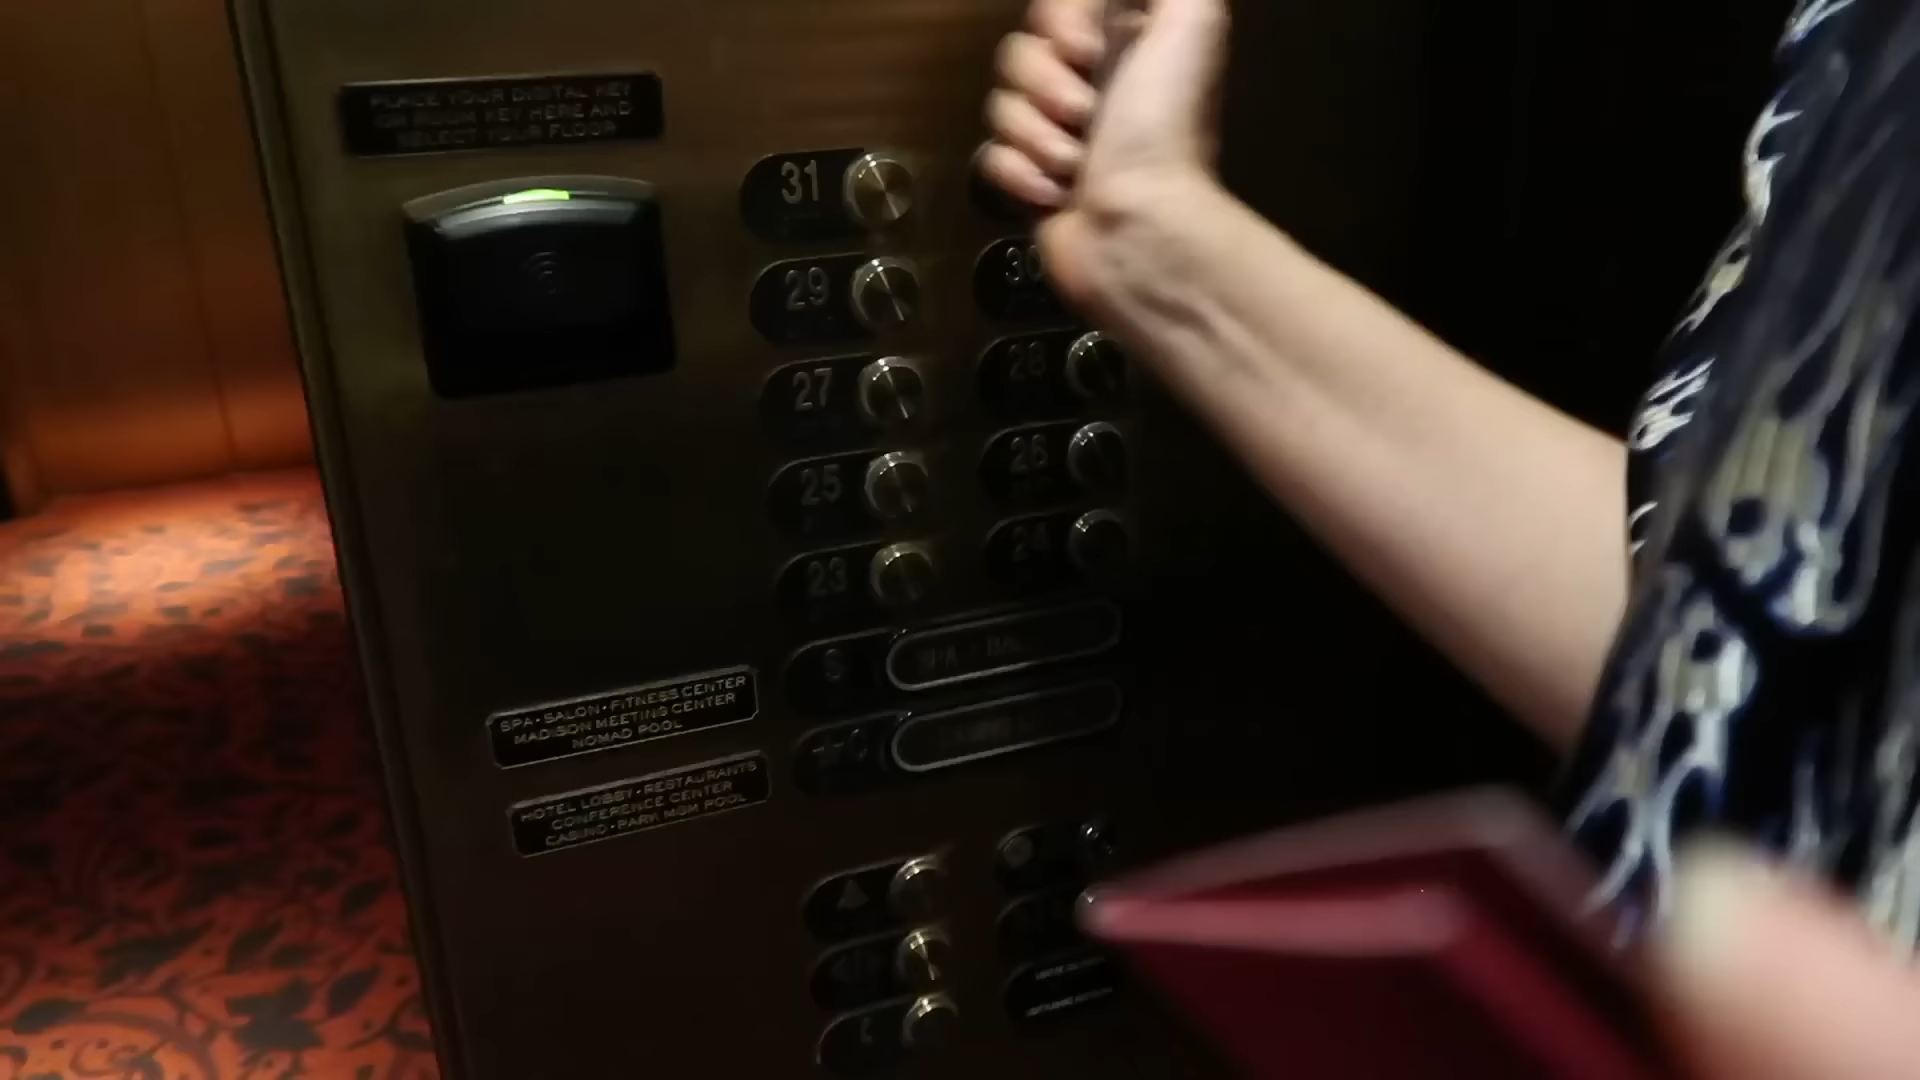 PLACE YOUR DIGITAL KEY
OR ROOM KEY HERE AND
SELECT YOUR FLOOR
31
29
30
27
28
25
26
23
24
S
SPA
SPA · SALON · FITNESS CENTER
MADISON MEETING CENTER
NOMAD POOL
HOTEL LOBBY · RESTAURANTS
CONFERENCE CENTER
CASINO · PARK MGM POOL